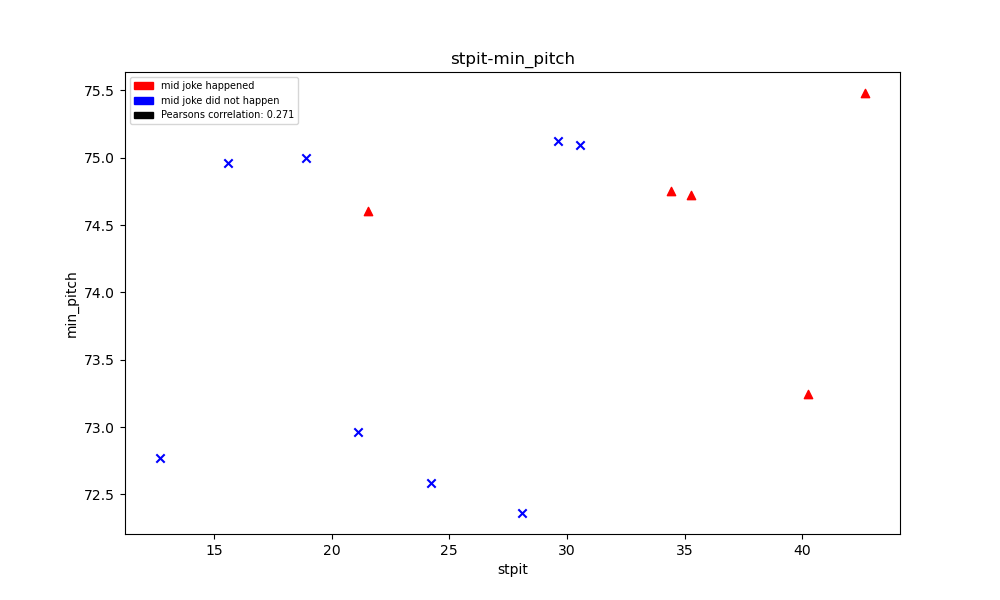 stpit-min_pitch
mid joke happened
mid joke did not happen
Pearsons correlation: 0.271
75.5
75.0
74.5
74.0
73.5
73.0
72.5
min_pitch
15 20 25 30 35 40
stpit